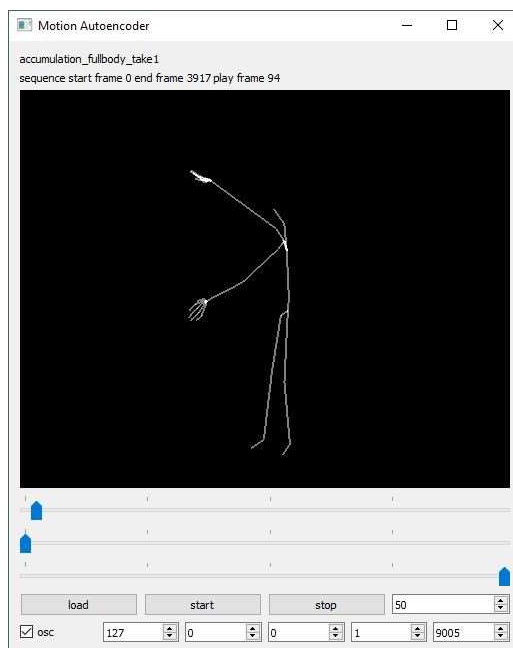 Motion Autoencoder
accumulation_fullbody_take1
sequence start frame 0 end frame 3917 play frame 94
load start stop 50
osc 127 0 0 1 9005